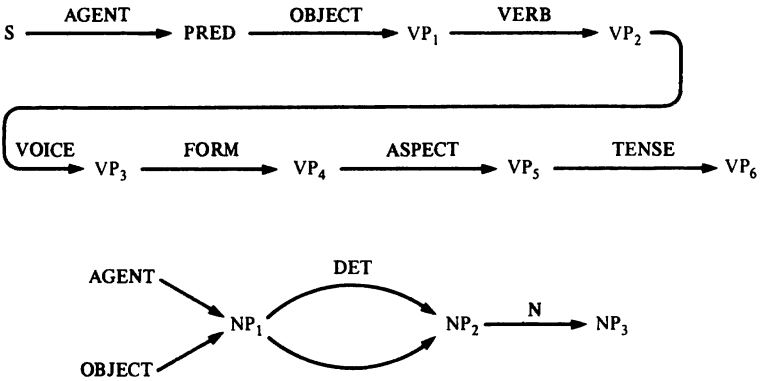 AGENT OBJECT VERB
S PRED VP₁ VP₂
VOICE FORM ASPECT TENSE
VP₃ VP₄ VP₅ VP₆
DET
AGENT
NP₁ NP₂ N NP₃
OBJECT